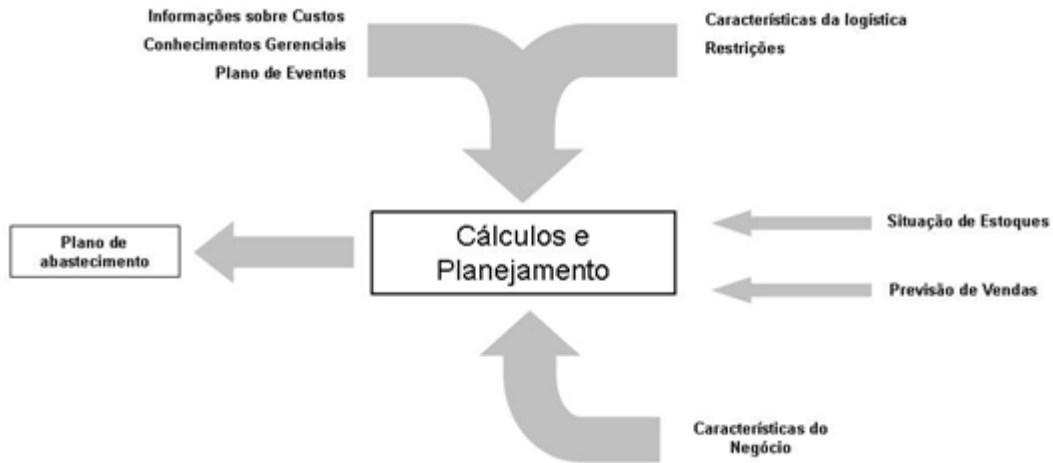 Informações sobre Custos
Conhecimentos Gerenciais
Plano de Eventos
Características da logística
Restrições
Cálculos e
Planejamento
Plano de
abastecimento
Situação de Estoques
Previsão de Vendas
Características do
Negócio